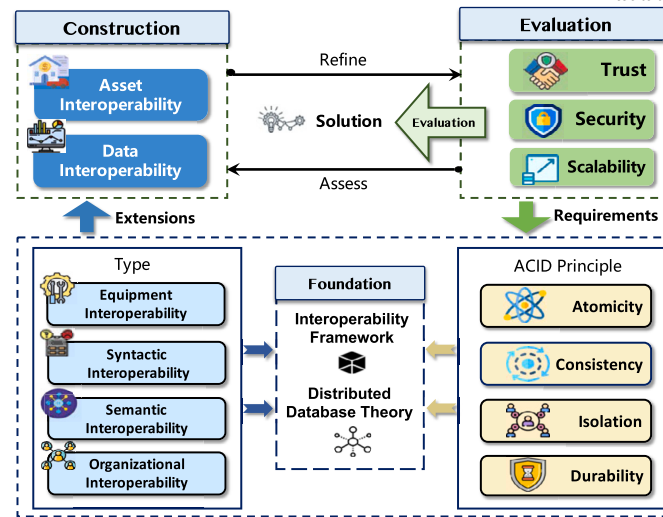 Construction
Evaluation
Asset
Interoperability
Data
Interoperability
Refine
Solution
Evaluation
Assess
Trust
Security
Scalability
Extensions
Requirements
Type
Equipment
Interoperability
Syntactic
Interoperability
Semantic
Interoperability
Organizational
Interoperability
Foundation
Interoperability
Framework
Distributed
Database Theory
ACID Principle
Atomicity
Consistency
Isolation
Durability